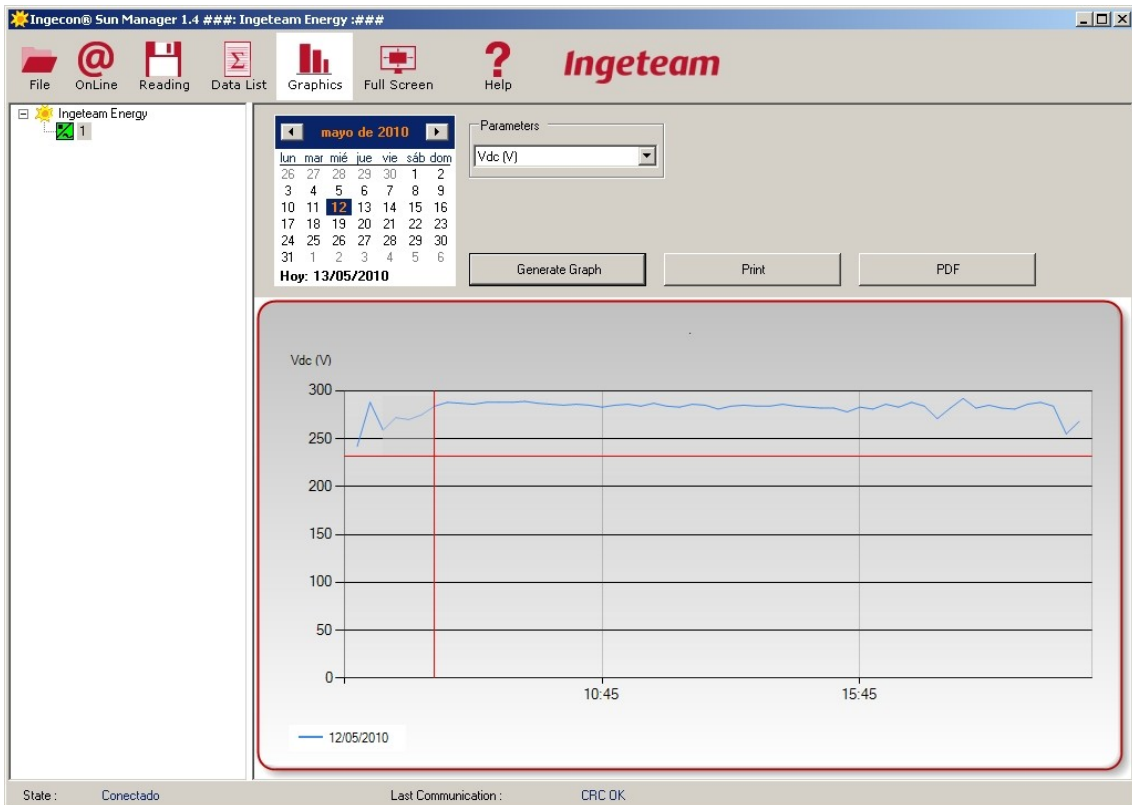 Ingecon® Sun Manager 1.4 ###: Ingeteam Energy :###
File OnLine Reading Data List Graphics Full Screen Help Ingeteam
Ingeteam Energy
1
mayo de 2010
lun mar mié jue vie sáb dom
26 27 28 29 30 1 2
3 4 5 6 7 8 9
10 11 12 13 14 15 16
17 18 19 20 21 22 23
24 25 26 27 28 29 30
31 1 2 3 4 5 6
Hoy: 13/05/2010
Parameters
Vdc (V)
Generate Graph Print PDF
Vdc (V)
300
250
200
150
100
50
0
10:45 15:45
12/05/2010
State : Conectado Last Communication : CRC OK